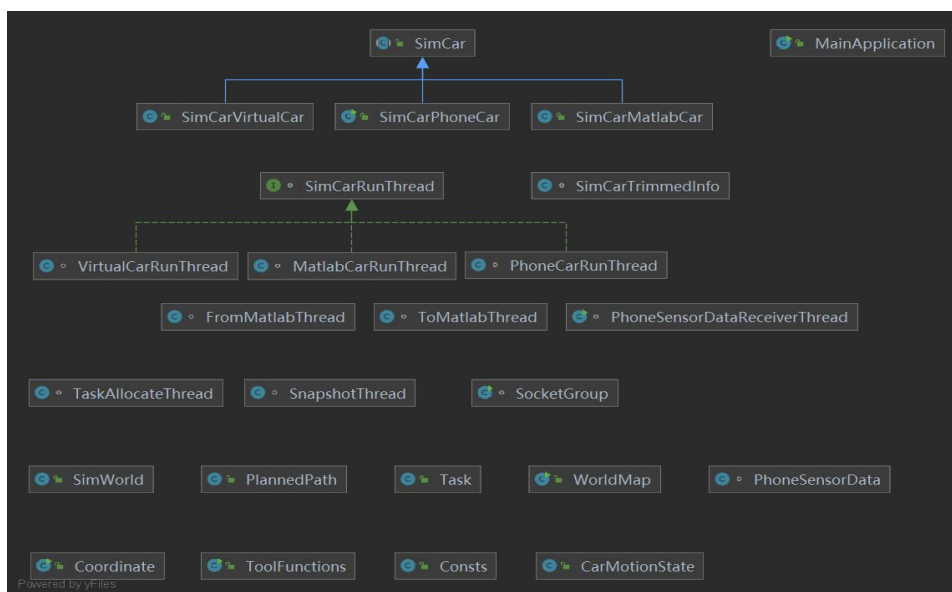 SimCar
MainApplication
SimCarVirtualCar
SimCarPhoneCar
SimCarMatlabCar
SimCarRunThread
SimCarTrimmedInfo
VirtualCarRunThread
MatlabCarRunThread
PhoneCarRunThread
FromMatlabThread
ToMatlabThread
PhoneSensorDataReceiverThread
TaskAllocateThread
SnapshotThread
SocketGroup
SimWorld
PlannedPath
Task
WorldMap
PhoneSensorData
Coordinate
ToolFunctions
Consts
CarMotionState
Powered by yFiles